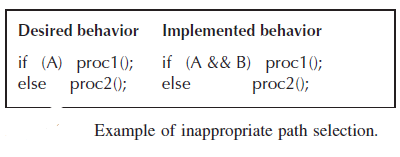 Desired behavior Implemented behavior
if (A) proc1(); if (A && B) proc1();
else proc2(); else proc2();
Example of inappropriate path selection.